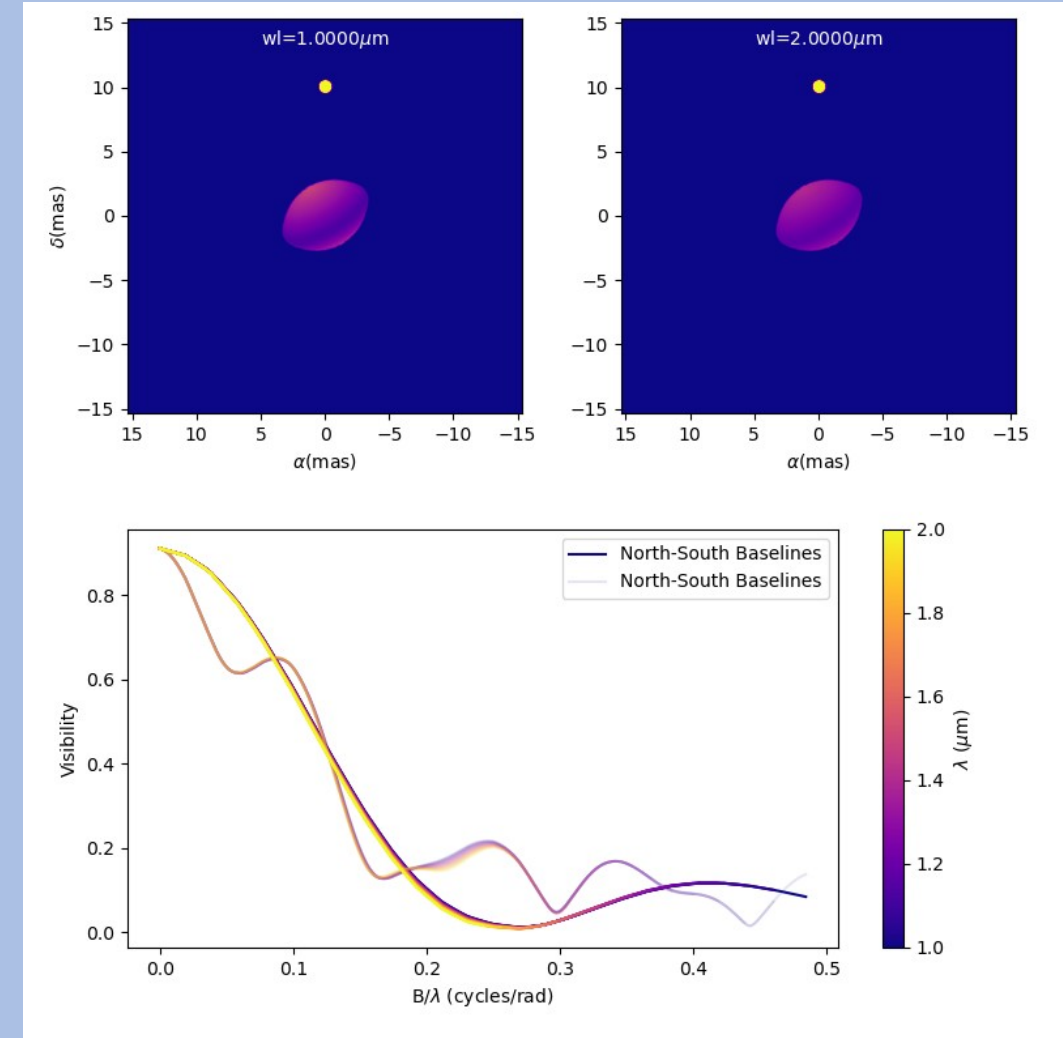 wl=1.0000μm
wl=2.0000μm
15
10
5
0
−5
−10
−15
δ(mas)
15 10 5 0 −5 −10 −15
α(mas)
15
10
5
0
−5
−10
−15
15 10 5 0 −5 −10 −15
α(mas)
North-South Baselines
North-South Baselines
0.8
0.6
0.4
0.2
0.0
Visibility
0.0 0.1 0.2 0.3 0.4 0.5
B/λ (cycles/rad)
2.0
1.8
1.6
1.4
1.2
1.0
λ (μm)